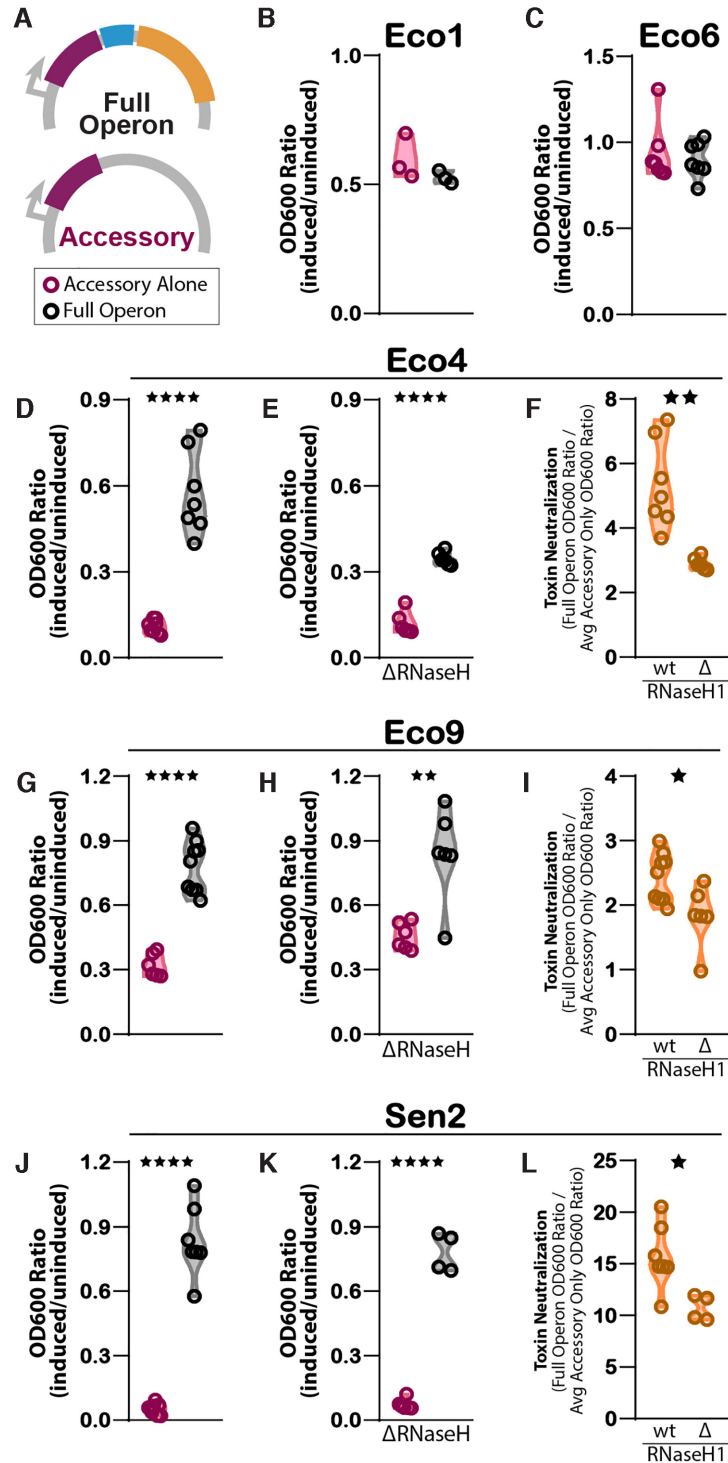 A
Full
Operon
Accessory
Accessory Alone
Full Operon
B
Eco1
OD600 Ratio
(induced/uninduced)
1.0
0.5
0.0
C
Eco6
OD600 Ratio
(induced/uninduced)
1.5
1.0
0.5
0.0
Eco4
D
OD600 Ratio
(induced/uninduced)
0.9
0.6
0.3
0.0
★★★★
E
OD600 Ratio
(induced/uninduced)
0.9
0.6
0.3
0.0
★★★★
ΔRNaseH
F
Toxin Neutralization
(Full Operon OD600 Ratio /
Avg Accessory Only OD600 Ratio)
8
6
4
2
0
★★
wt Δ
RNaseH1
Eco9
G
OD600 Ratio
(induced/uninduced)
1.2
0.9
0.6
0.3
0.0
★★★★
H
OD600 Ratio
(induced/uninduced)
1.2
0.9
0.6
0.3
0.0
★★
ΔRNaseH
I
Toxin Neutralization
(Full Operon OD600 Ratio /
Avg Accessory Only OD600 Ratio)
4
3
2
1
0
★
wt Δ
RNaseH1
Sen2
J
OD600 Ratio
(induced/uninduced)
1.2
0.9
0.6
0.3
0.0
★★★★
K
OD600 Ratio
(induced/uninduced)
1.2
0.9
0.6
0.3
0.0
★★★★
ΔRNaseH
L
Toxin Neutralization
(Full Operon OD600 Ratio /
Avg Accessory Only OD600 Ratio)
25
20
15
10
5
0
★
wt Δ
RNaseH1